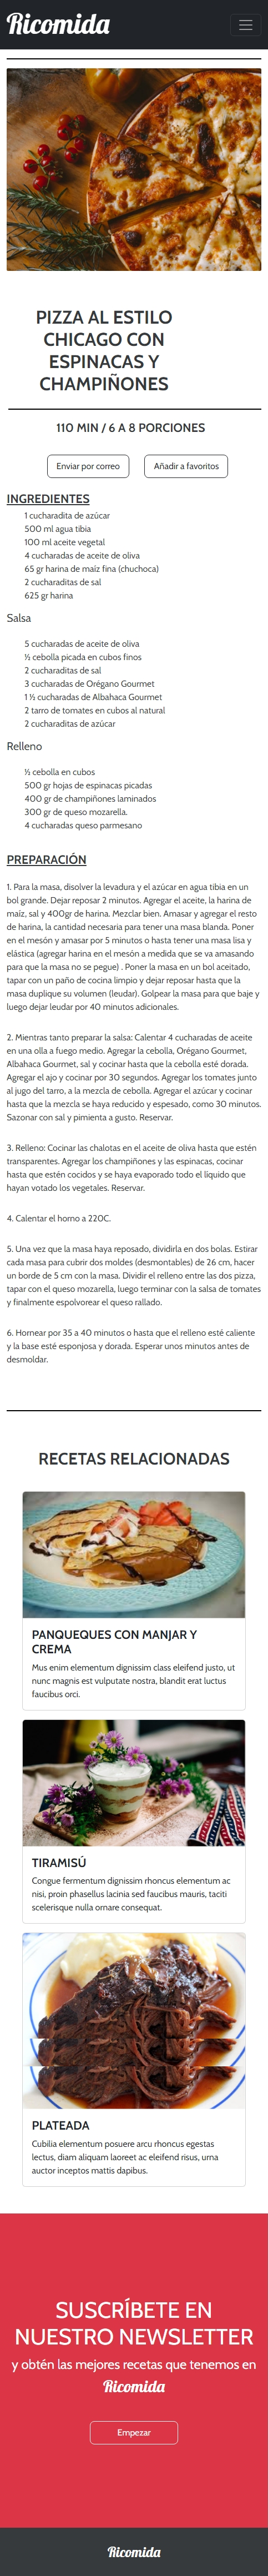 Ricomida
PIZZA AL ESTILO
CHICAGO CON
ESPINACAS Y
CHAMPIÑONES
110 MIN / 6 A 8 PORCIONES
Enviar por correo
Añadir a favoritos
INGREDIENTES
1 cucharadita de azúcar
500 ml agua tibia
100 ml aceite vegetal
4 cucharadas de aceite de oliva
65 gr harina de maíz fina (chuchoca)
2 cucharaditas de sal
625 gr harina
Salsa
5 cucharadas de aceite de oliva
½ cebolla picada en cubos finos
2 cucharaditas de sal
3 cucharadas de Orégano Gourmet
1 ½ cucharadas de Albahaca Gourmet
2 tarro de tomates en cubos al natural
2 cucharaditas de azúcar
Relleno
½ cebolla en cubos
500 gr hojas de espinacas picadas
400 gr de champiñones laminados
300 gr de queso mozarella.
4 cucharadas queso parmesano
PREPARACIÓN
1. Para la masa, disolver la levadura y el azúcar en agua tibia en un
bol grande. Dejar reposar 2 minutos. Agregar el aceite, la harina de
maíz, sal y 400gr de harina. Mezclar bien. Amasar y agregar el resto
de harina, la cantidad necesaria para tener una masa blanda. Poner
en el mesón y amasar por 5 minutos o hasta tener una masa lisa y
elástica (agregar harina en el mesón a medida que se va amasando
para que la masa no se pegue) . Poner la masa en un bol aceitado,
tapar con un paño de cocina limpio y dejar reposar hasta que la
masa duplique su volumen (leudar). Golpear la masa para que baje y
luego dejar leudar por 40 minutos adicionales.
2. Mientras tanto preparar la salsa: Calentar 4 cucharadas de aceite
en una olla a fuego medio. Agregar la cebolla, Orégano Gourmet,
Albahaca Gourmet, sal y cocinar hasta que la cebolla esté dorada.
Agregar el ajo y cocinar por 30 segundos. Agregar los tomates junto
al jugo del tarro, a la mezcla de cebolla. Agregar el azúcar y cocinar
hasta que la mezcla se haya reducido y espesado, como 30 minutos.
Sazonar con sal y pimienta a gusto. Reservar.
3. Relleno: Cocinar las chalotas en el aceite de oliva hasta que estén
transparentes. Agregar los champiñones y las espinacas, cocinar
hasta que estén cocidos y se haya evaporado todo el líquido que
hayan votado los vegetales. Reservar.
4. Calentar el horno a 220C.
5. Una vez que la masa haya reposado, dividirla en dos bolas. Estirar
cada masa para cubrir dos moldes (desmontables) de 26 cm, hacer
un borde de 5 cm con la masa. Dividir el relleno entre las dos pizza,
tapar con el queso mozarella, luego terminar con la salsa de tomates
y finalmente espolvorear el queso rallado.
6. Hornear por 35 a 40 minutos o hasta que el relleno esté caliente
y la base esté esponjosa y dorada. Esperar unos minutos antes de
desmoldar.
RECETAS RELACIONADAS
PANQUEQUES CON MANJAR Y
CREMA
Mus enim elementum dignissim class eleifend justo, ut
nunc magnis est vulputate nostra, blandit erat luctus
faucibus orci.
TIRAMISÚ
Congue fermentum dignissim rhoncus elementum ac
nisi, proin phasellus lacinia sed faucibus mauris, taciti
scelerisque nulla ornare consequat.
PLATEADA
Cubilia elementum posuere arcu rhoncus egestas
lectus, diam aliquam laoreet ac eleifend risus, urna
auctor inceptos mattis dapibus.
SUSCRÍBETE EN
NUESTRO NEWSLETTER
y obtén las mejores recetas que tenemos en
Ricomida
Empezar
Ricomida